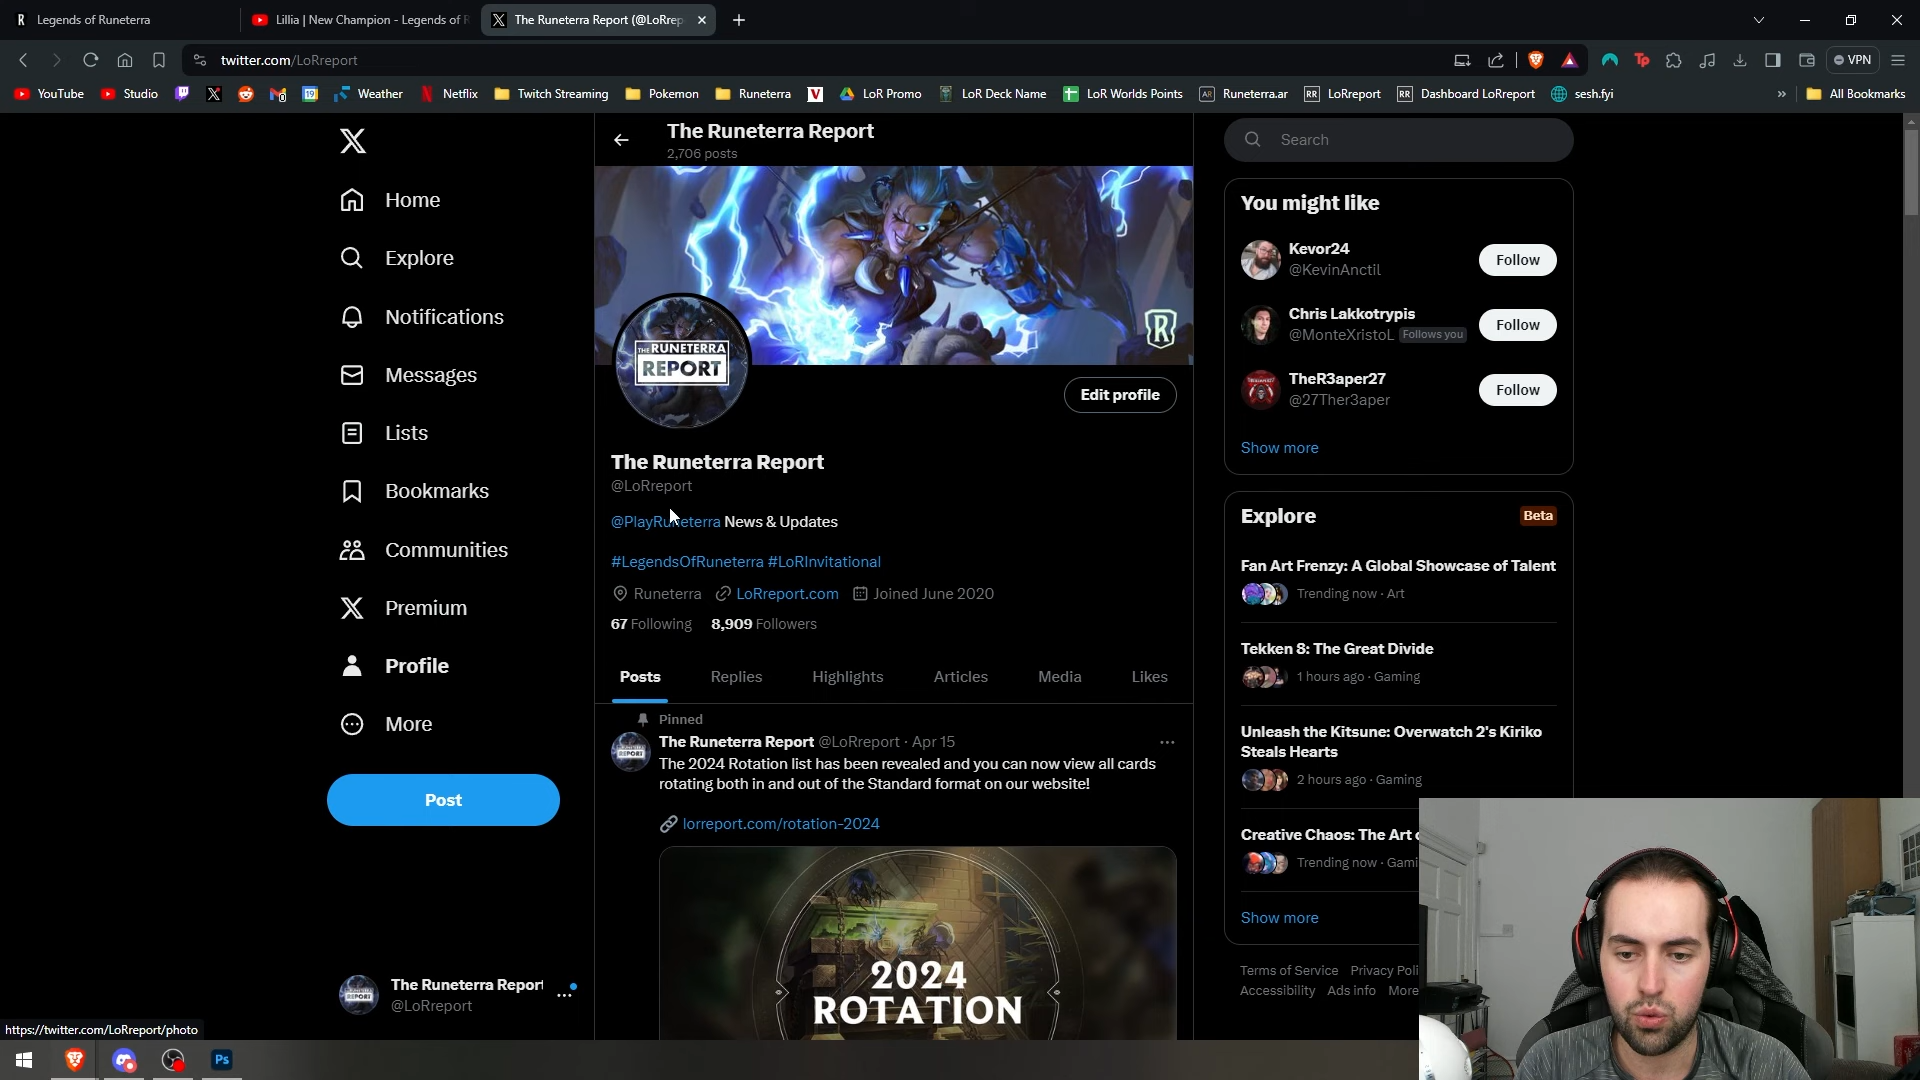 Legends of Runeterra
Lillia | New Champion - Legends of R
The Runeterra Report (@LoRrep
twitter.com/LoRreport
VPN
YouTube
Studio
Weather
Netflix
Twitch Streaming
Pokemon
Runeterra
LoR Promo
LoR Deck Name
LoR Worlds Points
Runeterra.ar
LoRreport
Dashboard LoRreport
sesh.fyi
All Bookmarks
Home
Explore
Notifications
Messages
Lists
Bookmarks
Communities
Premium
Profile
More
Post
The Runeterra Report
@LoRreport
https://twitter.com/LoRreport/photo
The Runeterra Report
2,706 posts
THE RUNETERRA
REPORT
Edit profile
The Runeterra Report
@LoRreport
@PlayRuneterra News & Updates
#LegendsOfRuneterra #LoRInvitational
Runeterra LoRreport.com Joined June 2020
67 Following 8,909 Followers
Posts Replies Highlights Articles Media Likes
Pinned
The Runeterra Report @LoRreport · Apr 15
The 2024 Rotation list has been revealed and you can now view all cards
rotating both in and out of the Standard format on our website!
lorreport.com/rotation-2024
2024
ROTATION
Search
You might like
Kevor24
@KevinAnctil
Follow
Chris Lakkotrypis
@MonteXristoL Follows you
Follow
TheR3aper27
@27Ther3aper
Follow
Show more
Explore
Beta
Fan Art Frenzy: A Global Showcase of Talent
Trending now · Art
Tekken 8: The Great Divide
1 hours ago · Gaming
Unleash the Kitsune: Overwatch 2's Kiriko
Steals Hearts
2 hours ago · Gaming
Creative Chaos: The Art
Trending now · Gami
Show more
Terms of Service Privacy Poli
Accessibility Ads info More
Ps